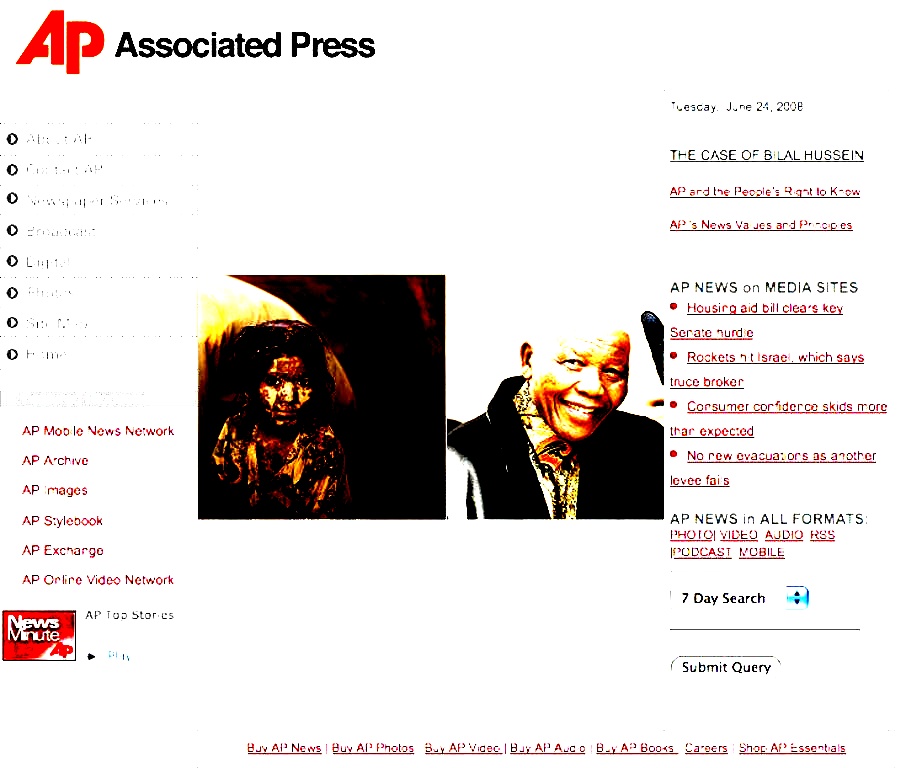 AP Associated Press
Tuesday, June 24, 2008
About AP
Contact AP
Newspaper Services
Broadcast
Digital
Photos
Site Map
Home
AP Mobile News Network
AP Archive
AP Images
AP Stylebook
AP Exchange
AP Online Video Network
News
Minute
AP
AP Top Stories
Play
THE CASE OF BILAL HUSSEIN
AP and the People's Right to Know
AP 's News Values and Principles
AP NEWS on MEDIA SITES
Housing aid bill clears key
Senate hurdle
Rockets hit Israel, which says
truce broken
Consumer confidence skids more
than expected
No new evacuations as another
levee fails
AP NEWS in ALL FORMATS:
PHOTO| VIDEO AUDIO RSS
|PODCAST MOBILE
7 Day Search
Submit Query
Buy AP News | Buy AP Photos Buy AP Video | Buy AP Audio | Buy AP Books Careers | Shop AP Essentials